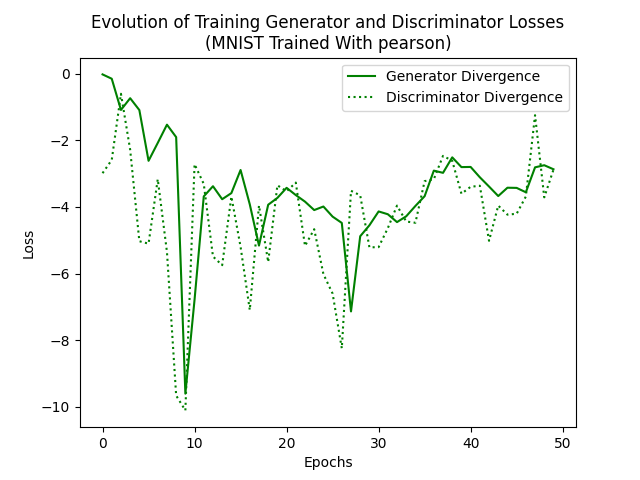 Evolution of Training Generator and Discriminator Losses
(MNIST Trained With pearson)
Generator Divergence
Discriminator Divergence
Loss
0
−2
−4
−6
−8
−10
0 10 20 30 40 50
Epochs